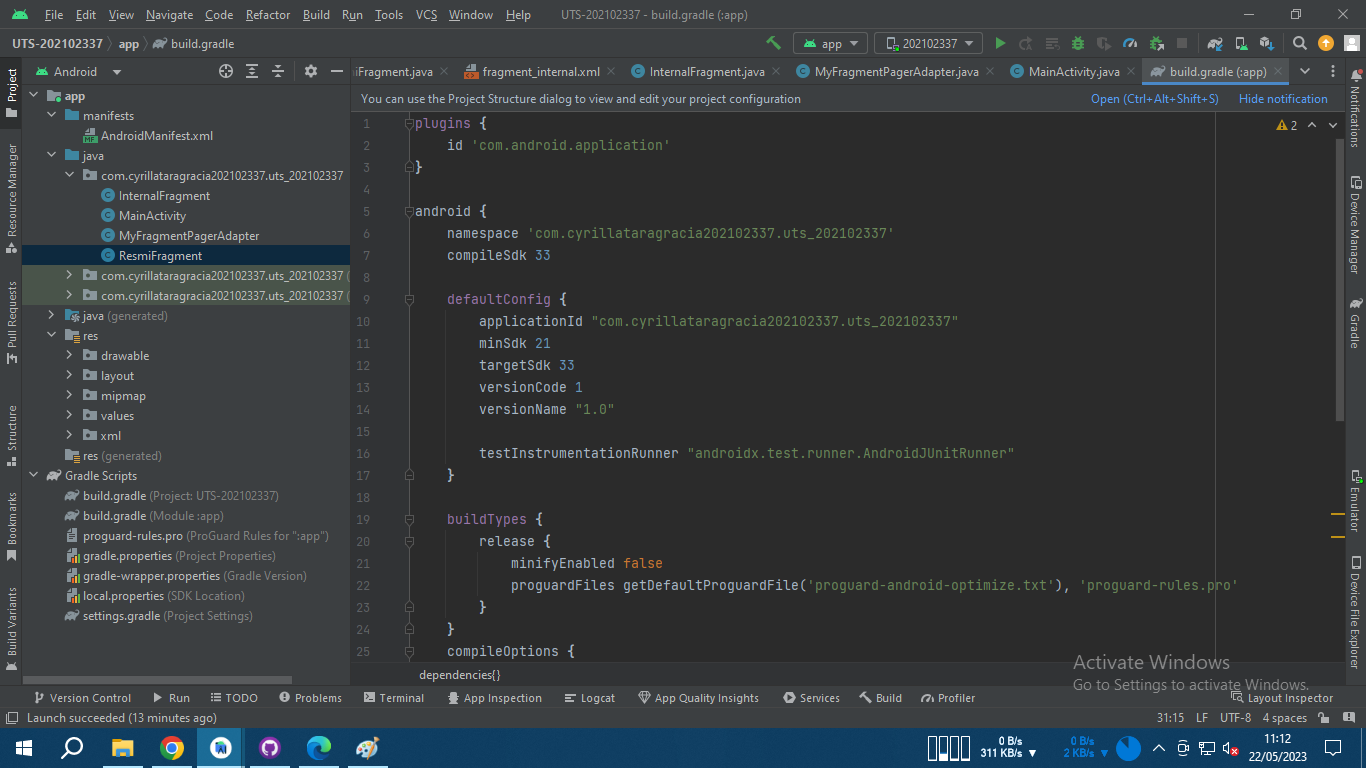 File Edit View Navigate Code Refactor Build Run Tools VCS Window Help UTS-202102337 - build.gradle (:app)
UTS-202102337 app build.gradle app 202102337
Project
Android
iFragment.java fragment_internal.xml InternalFragment.java MyFragmentPagerAdapter.java MainActivity.java build.gradle (:app)
You can use the Project Structure dialog to view and edit your project configuration Open (Ctrl+Alt+Shift+S) Hide notification
app
manifests
AndroidManifest.xml
java
com.cyrillataragracia202102337.uts_202102337
InternalFragment
MainActivity
MyFragmentPagerAdapter
ResmiFragment
com.cyrillataragracia202102337.uts_202102337 (
com.cyrillataragracia202102337.uts_202102337 (
java (generated)
res
drawable
layout
mipmap
values
xml
res (generated)
Gradle Scripts
build.gradle (Project: UTS-202102337)
build.gradle (Module :app)
proguard-rules.pro (ProGuard Rules for ":app")
gradle.properties (Project Properties)
gradle-wrapper.properties (Gradle Version)
local.properties (SDK Location)
settings.gradle (Project Settings)
Resource Manager
Pull Requests
Structure
Bookmarks
Build Variants
1 plugins {
2 id 'com.android.application'
3 }
4
5 android {
6 namespace 'com.cyrillataragracia202102337.uts_202102337'
7 compileSdk 33
8
9 defaultConfig {
10 applicationId "com.cyrillataragracia202102337.uts_202102337"
11 minSdk 21
12 targetSdk 33
13 versionCode 1
14 versionName "1.0"
15
16 testInstrumentationRunner "androidx.test.runner.AndroidJUnitRunner"
17 }
18
19 buildTypes {
20 release {
21 minifyEnabled false
22 proguardFiles getDefaultProguardFile('proguard-android-optimize.txt'), 'proguard-rules.pro'
23 }
24 }
25 compileOptions {
2
dependencies{}
Notifications
Device Manager
Gradle
Emulator
Device File Explorer
Activate Windows
Go to Settings to activate Windows.
Version Control Run TODO Problems Terminal App Inspection Logcat App Quality Insights Services Build Profiler Layout Inspector
Launch succeeded (13 minutes ago) 31:15 LF UTF-8 4 spaces
0 B/s
311 KB/s
0 B/s
2 KB/s
11:12
22/05/2023